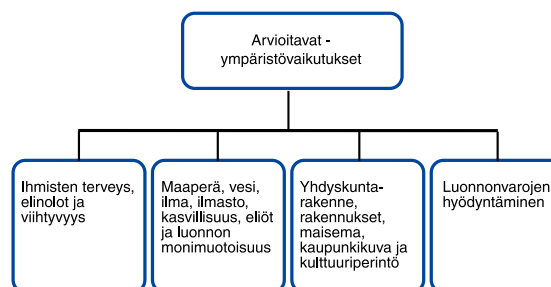 Arvioitavat -
ympäristövaikutukset
Ihmisten terveys,
elinolot ja
viihtyvyys
Maaperä, vesi,
ilma, ilmasto,
kasvillisuus, eliöt
ja luonnon
monimuotoisuus
Yhdyskunta-
rakenne,
rakennukset,
maisema,
kaupunkikuva ja
kulttuuriperintö
Luonnonvarojen
hyödyntäminen